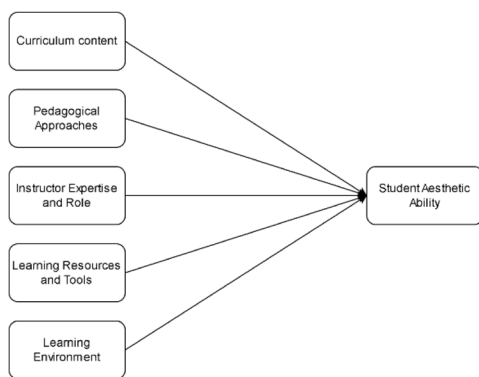 Curriculum content
Pedagogical
Approaches
Instructor Expertise
and Role
Student Aesthetic
Ability
Learning Resources
and Tools
Learning
Environment